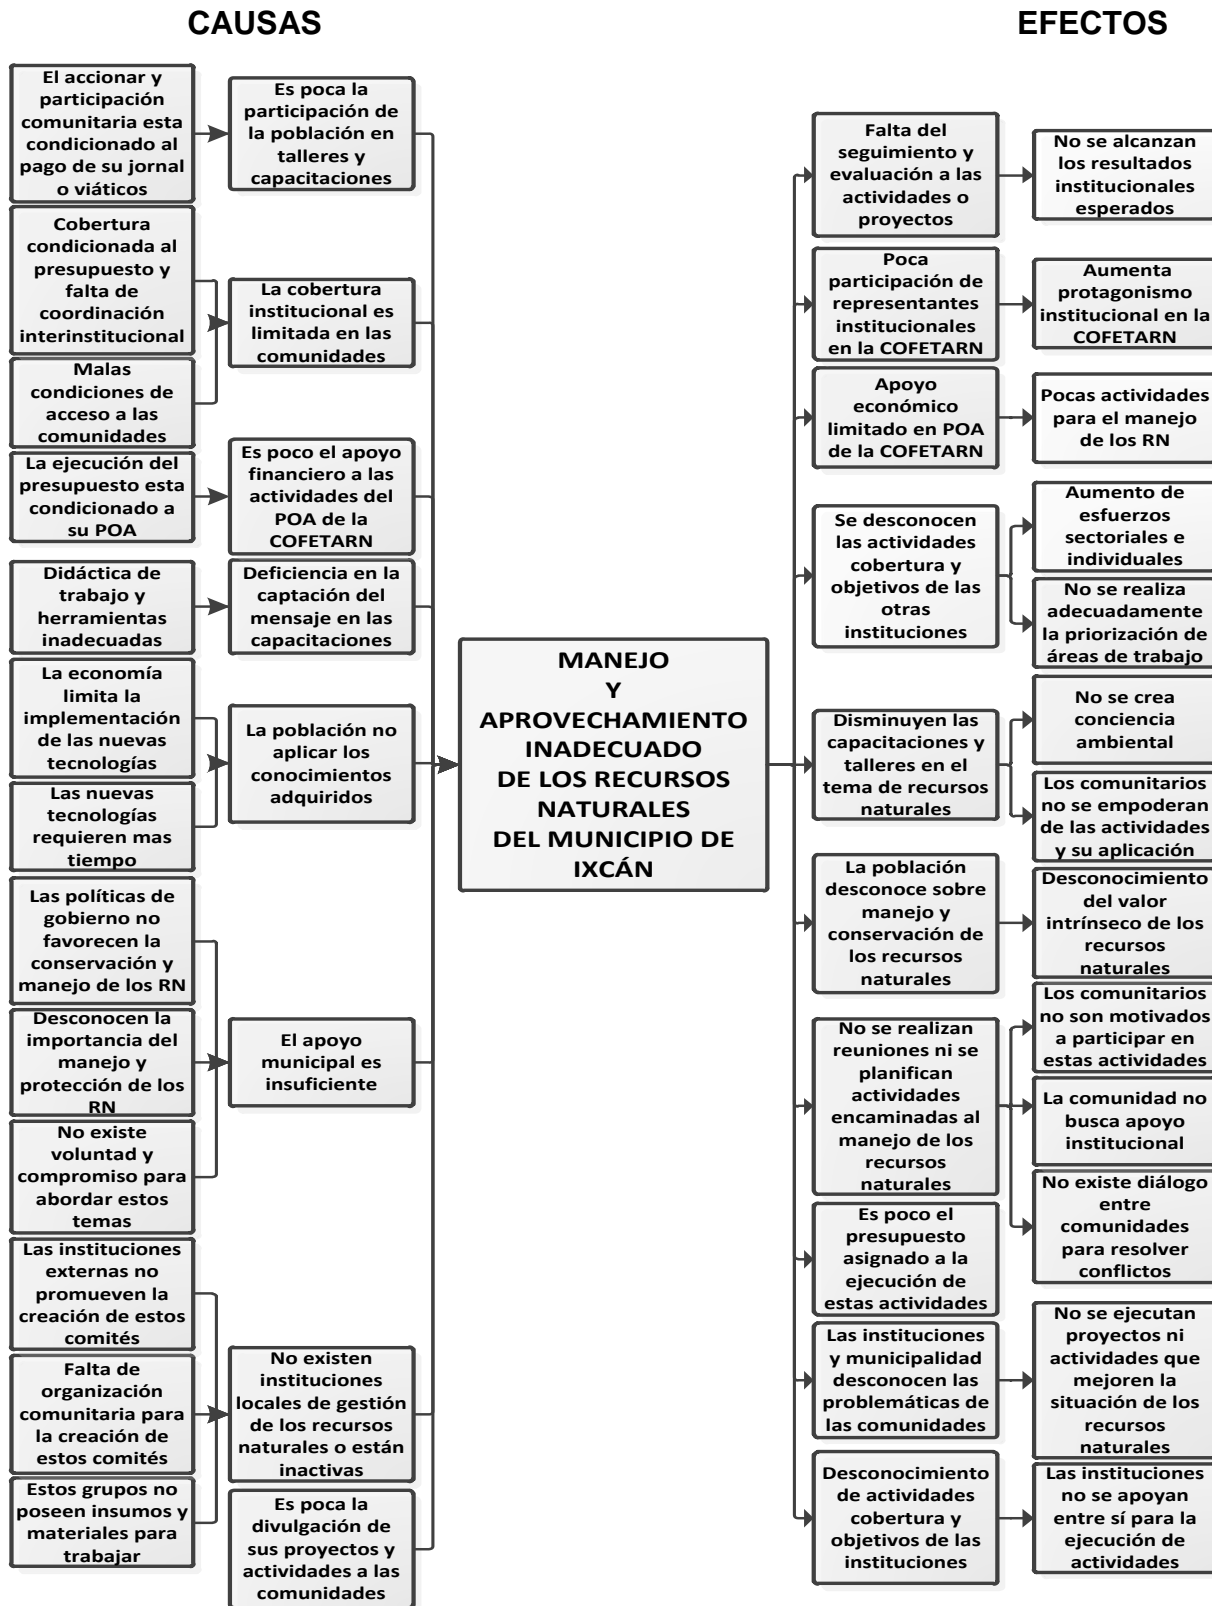 CAUSAS
EFECTOS
El accionar y
participación
comunitaria esta
condicionado al
pago de su jornal
o viáticos
Es poca la
participación de
la población en
talleres y
capacitaciones
Cobertura
condicionada al
presupuesto y
falta de
coordinación
interinstitucional
Malas
condiciones de
acceso a las
comunidades
La cobertura
institucional es
limitada en las
comunidades
La ejecución del
presupuesto esta
condicionado a
su POA
Es poco el apoyo
financiero a las
actividades del
POA de la
COFETARN
Didáctica de
trabajo y
herramientas
inadecuadas
Deficiencia en la
captación del
mensaje en las
capacitaciones
La economía
limita la
implementación
de las nuevas
tecnologías
Las nuevas
tecnologías
requieren mas
tiempo
La población no
aplicar los
conocimientos
adquiridos
Las políticas de
gobierno no
favorecen la
conservación y
manejo de los RN
Desconocen la
importancia del
manejo y
protección de los
RN
No existe
voluntad y
compromiso para
abordar estos
temas
El apoyo
municipal es
insuficiente
Las instituciones
externas no
promueven la
creación de estos
comités
Falta de
organización
comunitaria para
la creación de
estos comités
Estos grupos no
poseen insumos y
materiales para
trabajar
No existen
instituciones
locales de gestión
de los recursos
naturales o están
inactivas
Es poca la
divulgación de
sus proyectos y
actividades a las
comunidades
MANEJO
Y
APROVECHAMIENTO
INADECUADO
DE LOS RECURSOS
NATURALES
DEL MUNICIPIO DE
IXCÁN
Falta del
seguimiento y
evaluación a las
actividades o
proyectos
No se alcanzan
los resultados
institucionales
esperados
Poca
participación de
representantes
institucionales
en la COFETARN
Aumenta
protagonismo
institucional en la
COFETARN
Apoyo
económico
limitado en POA
de la COFETARN
Pocas actividades
para el manejo
de los RN
Se desconocen
las actividades
cobertura y
objetivos de las
otras
instituciones
Aumento de
esfuerzos
sectoriales e
individuales
No se realiza
adecuadamente
la priorización de
áreas de trabajo
Disminuyen las
capacitaciones y
talleres en el
tema de recursos
naturales
No se crea
conciencia
ambiental
Los comunitarios
no se empoderan
de las actividades
y su aplicación
La población
desconoce sobre
manejo y
conservación de
los recursos
naturales
Desconocimiento
del valor
intrínseco de los
recursos
naturales
No se realizan
reuniones ni se
planifican
actividades
encaminadas al
manejo de los
recursos
naturales
Los comunitarios
no son motivados
a participar en
estas actividades
La comunidad no
busca apoyo
institucional
No existe diálogo
entre
comunidades
para resolver
conflictos
Es poco el
presupuesto
asignado a la
ejecución de
estas actividades
Las instituciones
y municipalidad
desconocen las
problemáticas de
las comunidades
No se ejecutan
proyectos ni
actividades que
mejoren la
situación de los
recursos
naturales
Desconocimiento
de actividades
cobertura y
objetivos de las
instituciones
Las instituciones
no se apoyan
entre sí para la
ejecución de
actividades